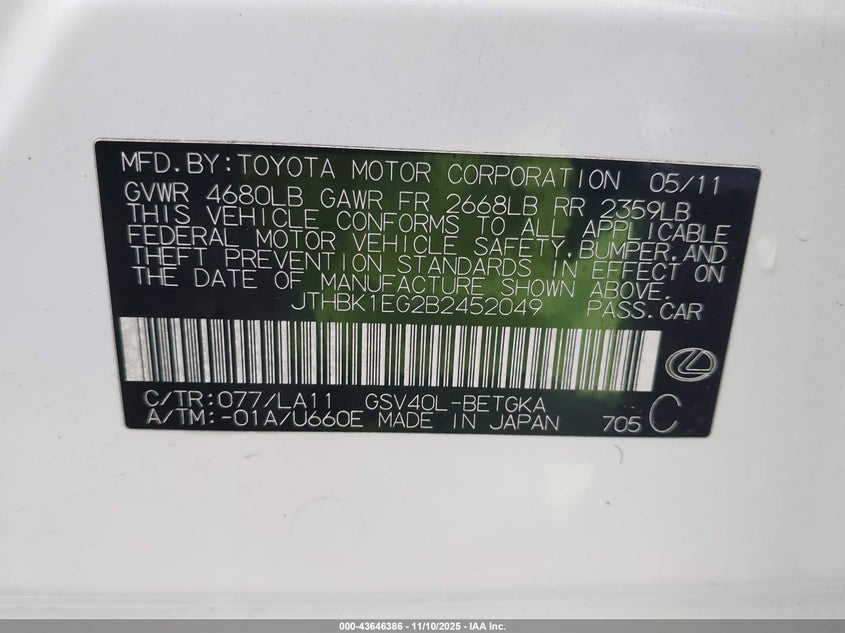 MFD.BY:TOYOTA MOTOR CORPORATION 05/11
GVWR 4680LB GAWR FR 2668LB RR 2359LB
THIS VEHICLE CONFORMS TO ALL APPLICABLE
FEDERAL MOTOR VEHICLE SAFETY,BUMPER,AND
THEFT PREVENTION STANDARDS IN EFFECT ON
THE DATE OF MANUFACTURE SHOWN ABOVE.
JTHBK1EG2B2452049 PASS.CAR
C/TR:077/LA11 GSV40L-BETGKA
A/TM:-01A/U660E MADE IN JAPAN 705 C
000-43646386 - 11/10/2025 - IAA Inc.